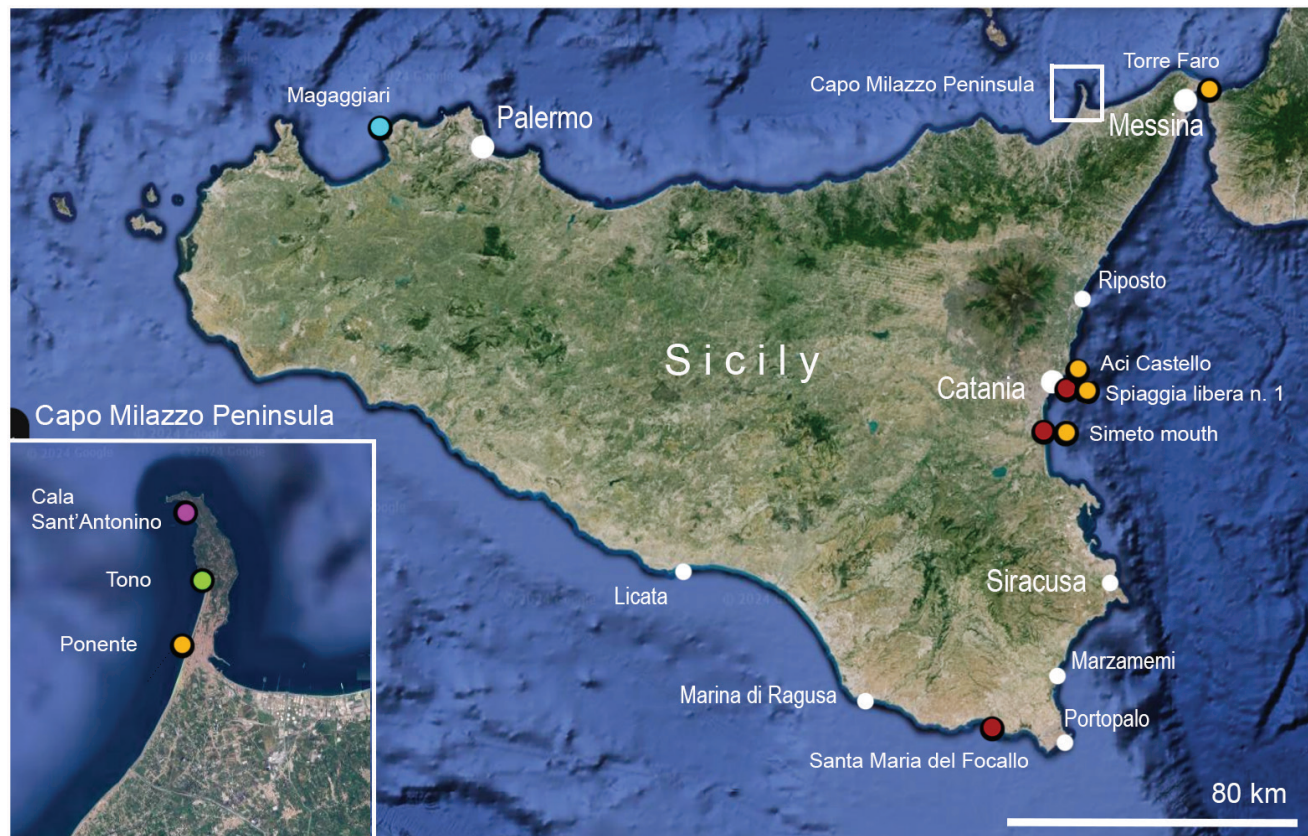 Torre Faro
Capo Milazzo Peninsula
Magaggiari
Palermo
Messina
Riposto
Sicily
Aci Castello
Catania
Spiaggia libera n. 1
Simeto mouth
Capo Milazzo Peninsula
Cala
Sant'Antonino
Tono
Ponente
Licata
Siracusa
Marzamemi
Marina di Ragusa
Portopalo
Santa Maria del Focallo
80 km